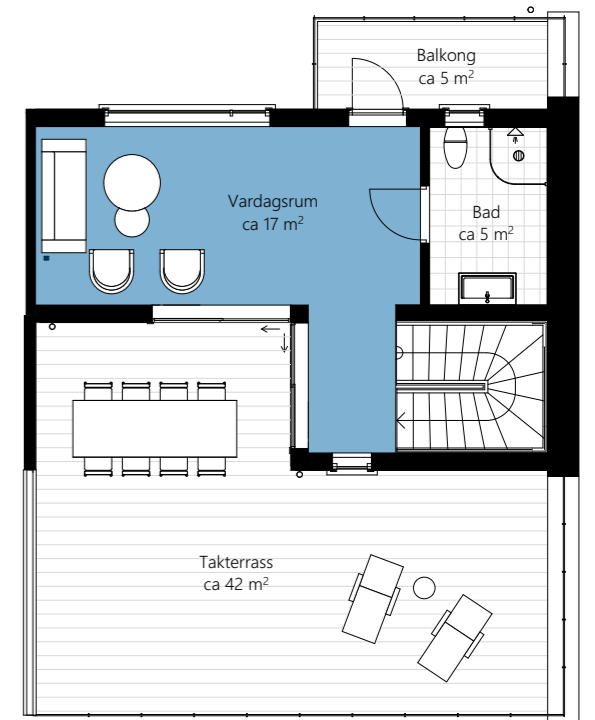 Balkong
ca 5 m²
Vardagsrum
ca 17 m²
Bad
ca 5 m²
Takterrass
ca 42 m²